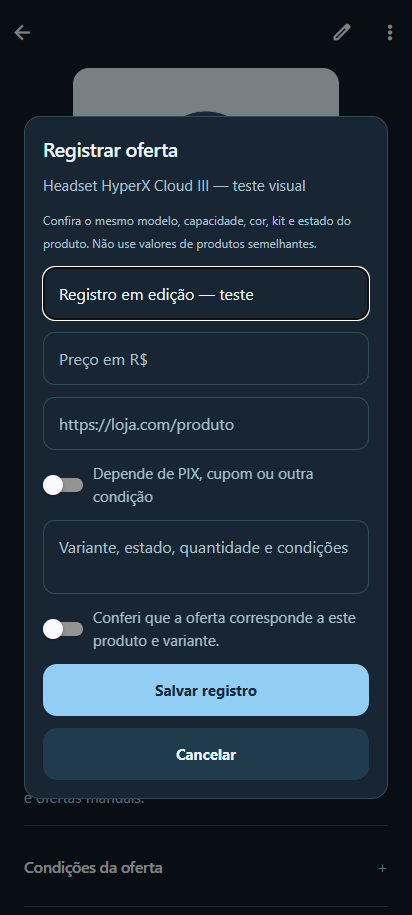 Registrar oferta
Headset HyperX Cloud III — teste visual
Confira o mesmo modelo, capacidade, cor, kit e estado do
produto. Não use valores de produtos semelhantes.
Registro em edição — teste
Preço em R$
https://loja.com/produto
Depende de PIX, cupom ou outra
condição
Variante, estado, quantidade e condições
Conferi que a oferta corresponde a este
produto e variante.
Salvar registro
Cancelar
e ofertas manuais.
Condições da oferta
+